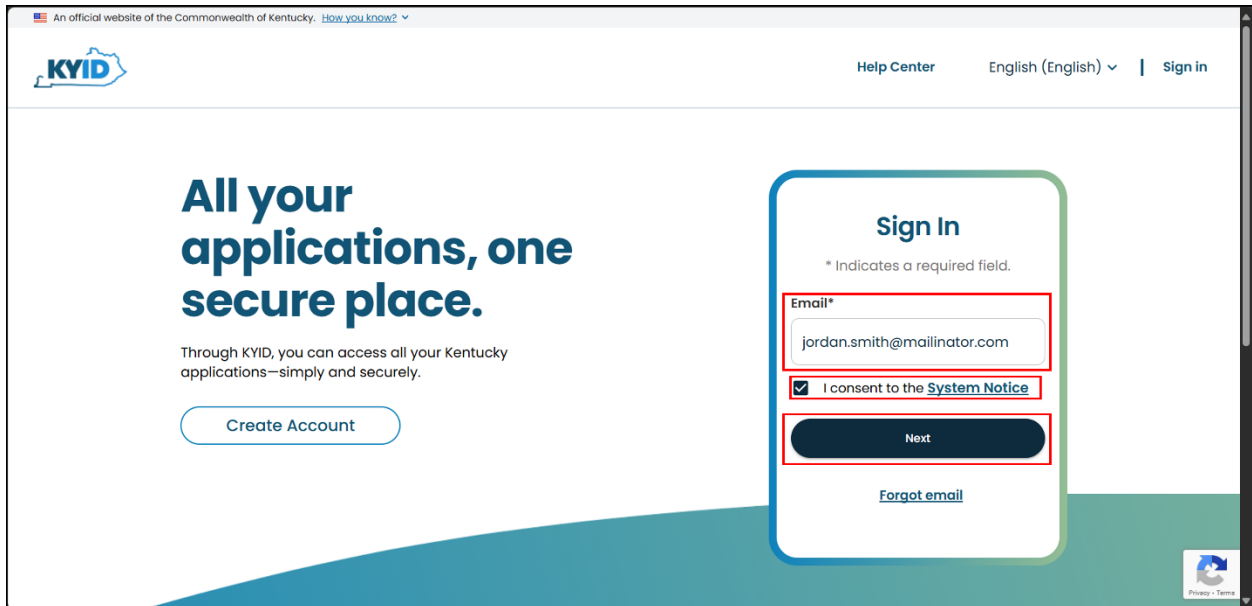 An official website of the Commonwealth of Kentucky. How you know?
KYID
Help Center
English (English)
Sign in
All your
applications, one
secure place.
Through KYID, you can access all your Kentucky
applications—simply and securely.
Create Account
Sign In
* Indicates a required field.
Email*
jordan.smith@mailinator.com
I consent to the System Notice
Next
Forgot email
Privacy - Terms